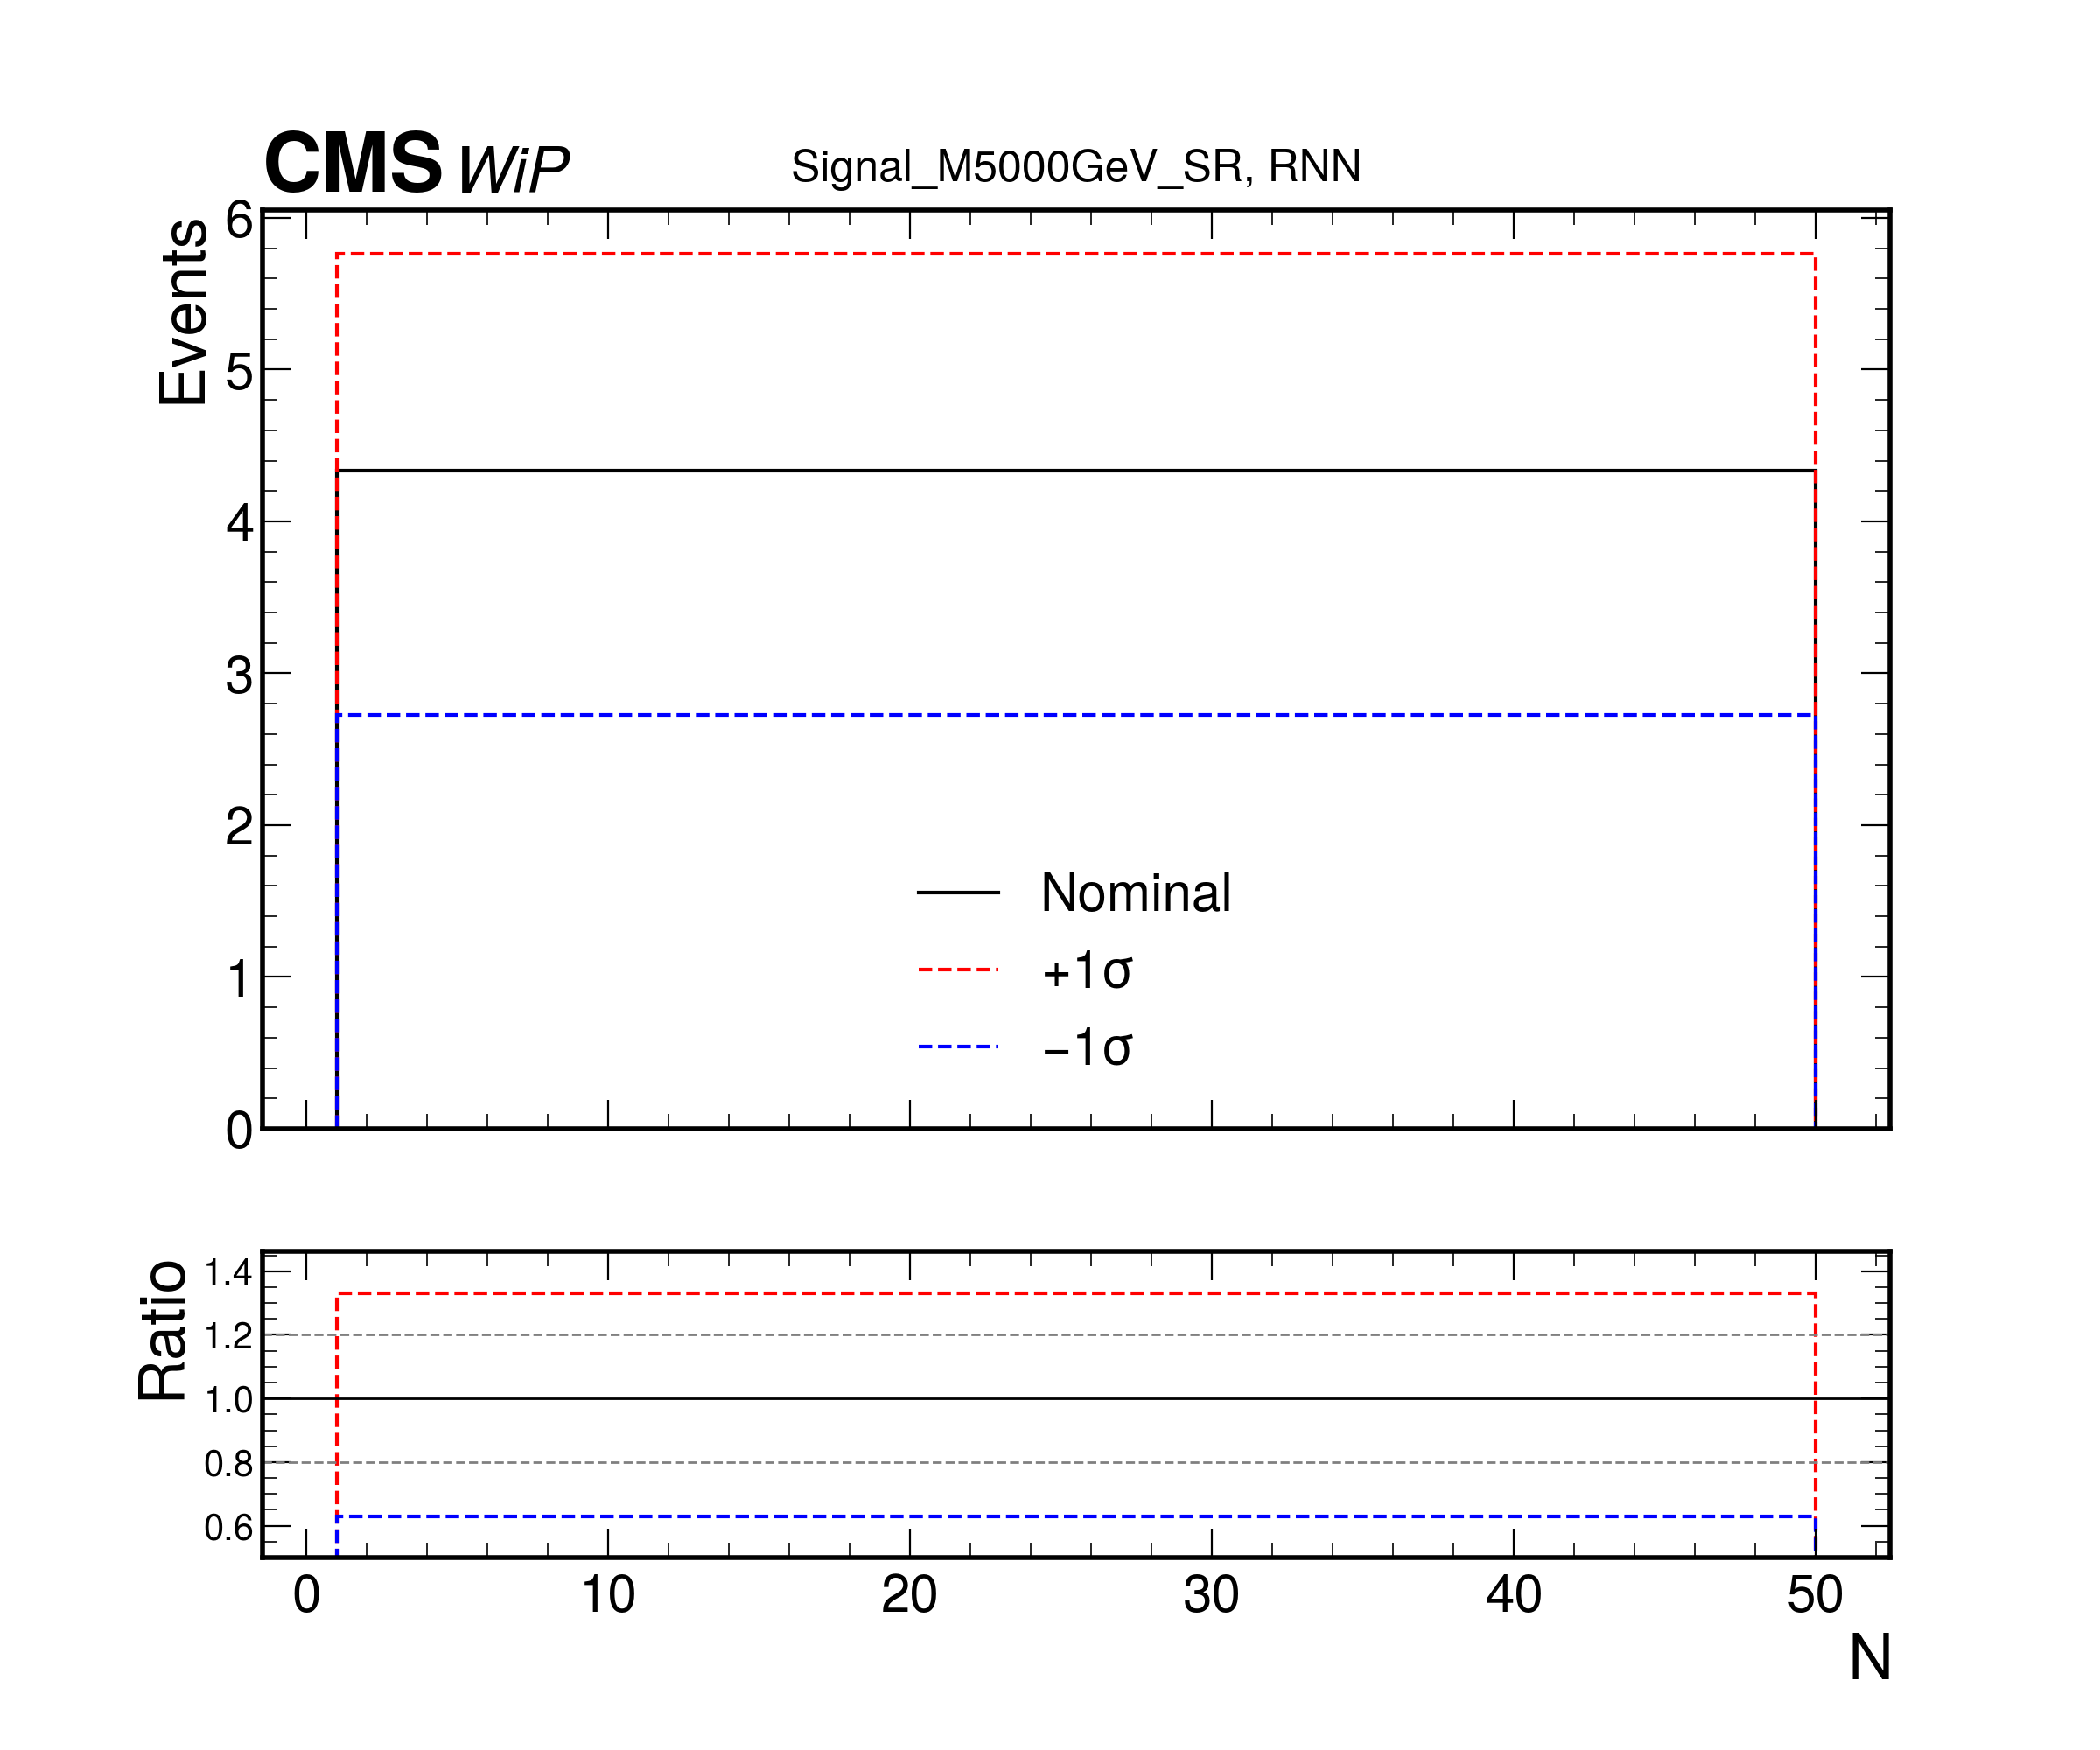 CMS WiP
Signal_M5000GeV_SR, RNN
Events
6
5
4
3
2
1
0
Nominal
+1σ
−1σ
Ratio
1.4
1.2
1.0
0.8
0.6
0 10 20 30 40 50
N